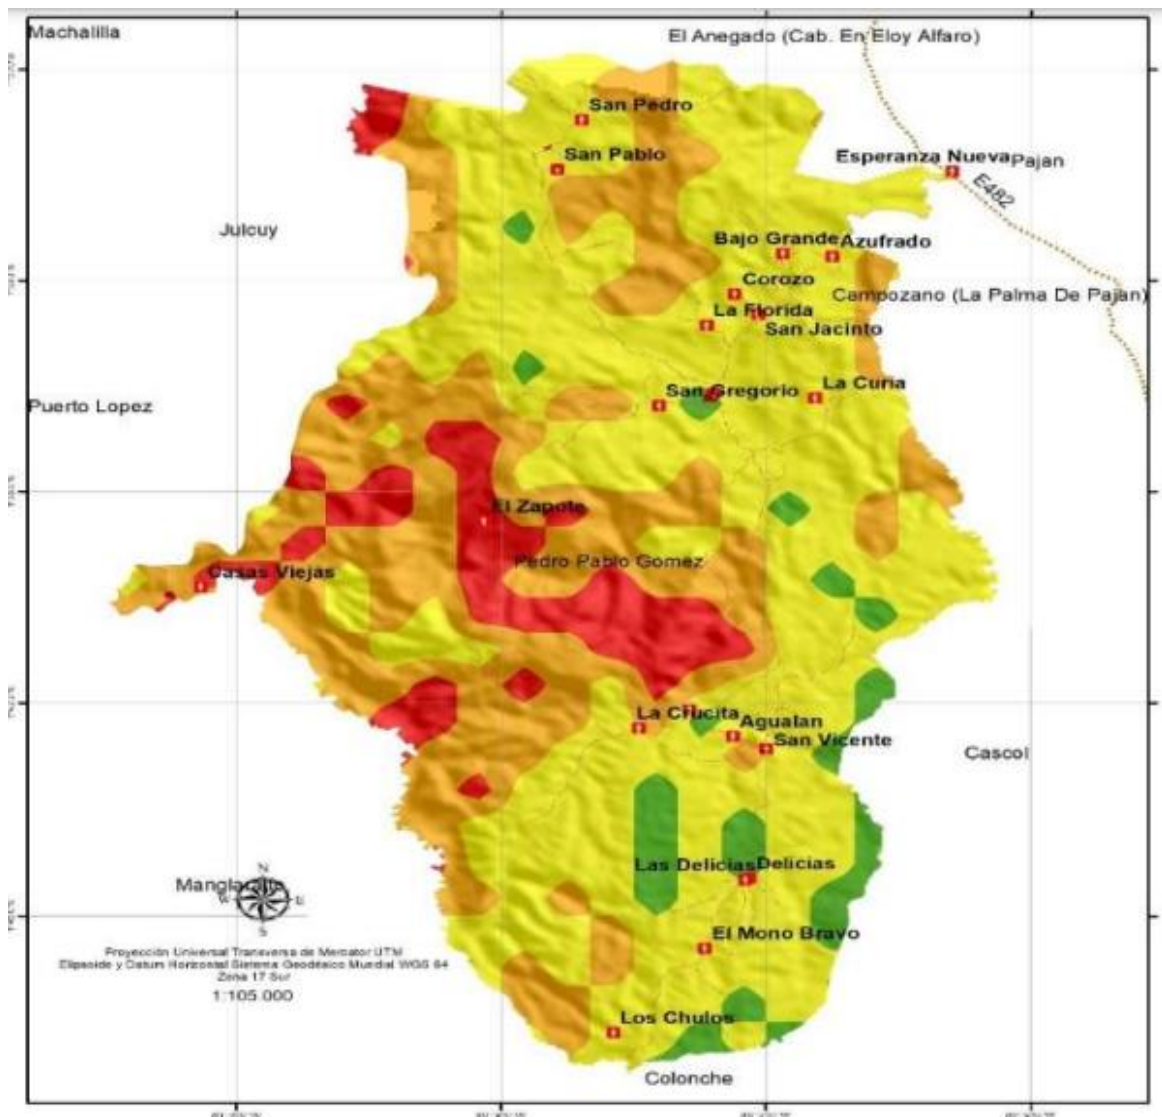 Machalilla
El Anegado (Cab. En Eloy Alfaro)
San Pedro
San Pablo
Esperanza Nueva
Pajan
E482
Julcuy
Bajo Grande
Azufrado
Corozo
Campozano (La Palma De Pajan)
La Florida
San Jacinto
Puerto Lopez
San Gregorio
La Curia
El Zapote
Pedro Pablo Gomez
Casas Viejas
La Crucita
Agualan
San Vicente
Cascol
Las Delicias
Delicias
Manglaralto
N
W
E
S
El Mono Bravo
Proyección Universal Transversa de Mercator UTM
Elipsoide y Datum Horizontal Sistema Geodésico Mundial WGS 84
Zona 17 Sur
1:105.000
Los Chulos
Colonche